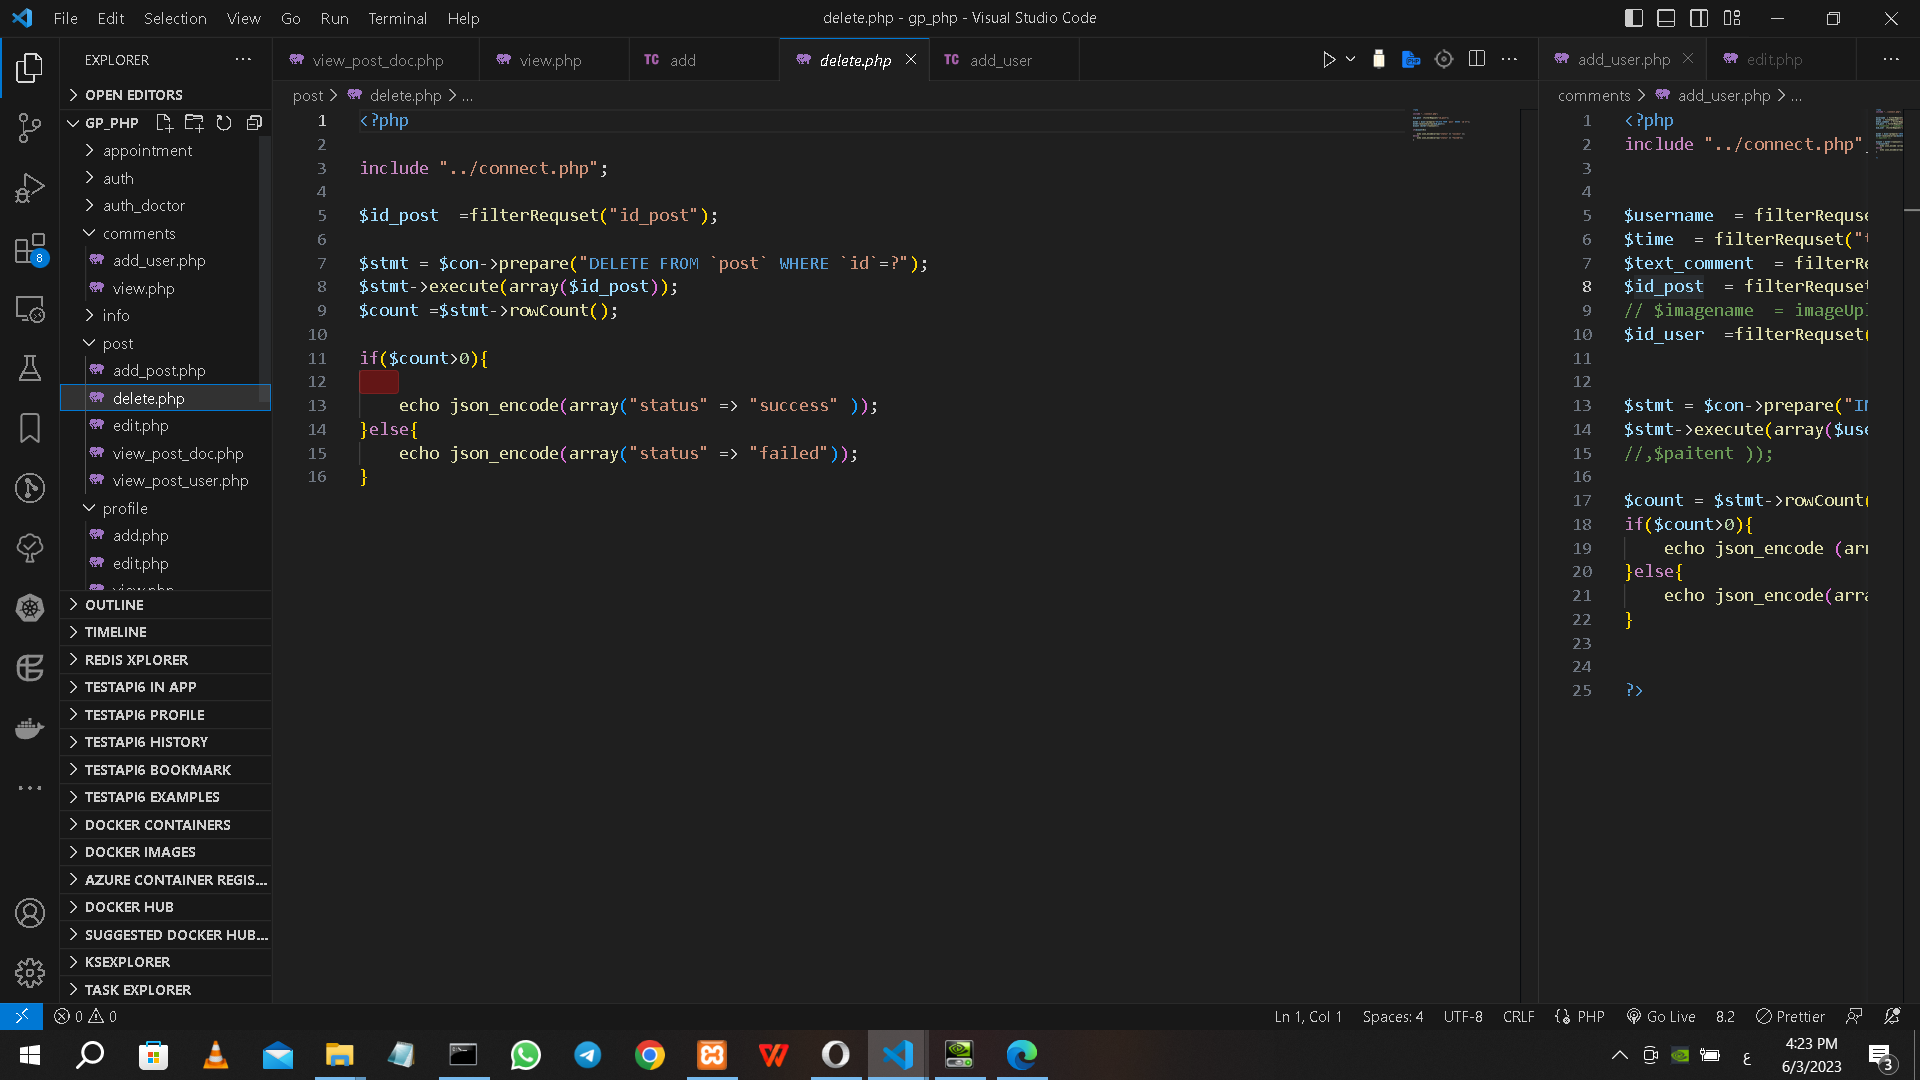 File Edit Selection View Go Run Terminal Help
delete.php - gp_php - Visual Studio Code
EXPLORER
OPEN EDITORS
GP_PHP
appointment
auth
auth_doctor
comments
add_user.php
view.php
info
post
add_post.php
delete.php
edit.php
view_post_doc.php
view_post_user.php
profile
add.php
edit.php
view.php
OUTLINE
TIMELINE
REDIS XPLORER
TESTAPI6 IN APP
TESTAPI6 PROFILE
TESTAPI6 HISTORY
TESTAPI6 BOOKMARK
TESTAPI6 EXAMPLES
DOCKER CONTAINERS
DOCKER IMAGES
AZURE CONTAINER REGIS...
DOCKER HUB
SUGGESTED DOCKER HUB...
KSEXPLORER
TASK EXPLORER
8
view_post_doc.php view.php TC add delete.php TC add_user
post > delete.php > ...
1 <?php
2
3 include "../connect.php";
4
5 $id_post  =filterRequset("id_post");
6
7 $stmt = $con->prepare("DELETE FROM `post` WHERE `id`=?");
8 $stmt->execute(array($id_post));
9 $count =$stmt->rowCount();
10
11 if($count>0){
12
13     echo json_encode(array("status" => "success" ));
14 }else{
15     echo json_encode(array("status" => "failed"));
16 }
add_user.php edit.php
comments > add_user.php > ...
1 <?php
2 include "../connect.php"
3
4
5 $username  = filterRequse
6 $time  = filterRequset("
7 $text_comment  = filterRe
8 $id_post  = filterRequset
9 // $imagename  = imageUpl
10 $id_user  =filterRequset(
11
12
13 $stmt = $con->prepare("IN
14 $stmt->execute(array($use
15 //,$paitent ));
16
17 $count = $stmt->rowCount(
18 if($count>0){
19     echo json_encode (arr
20 }else{
21     echo json_encode(arra
22 }
23
24
25 ?>
0 0
Ln 1, Col 1 Spaces: 4 UTF-8 CRLF PHP Go Live 8.2 Prettier
ع
4:23 PM
6/3/2023
3